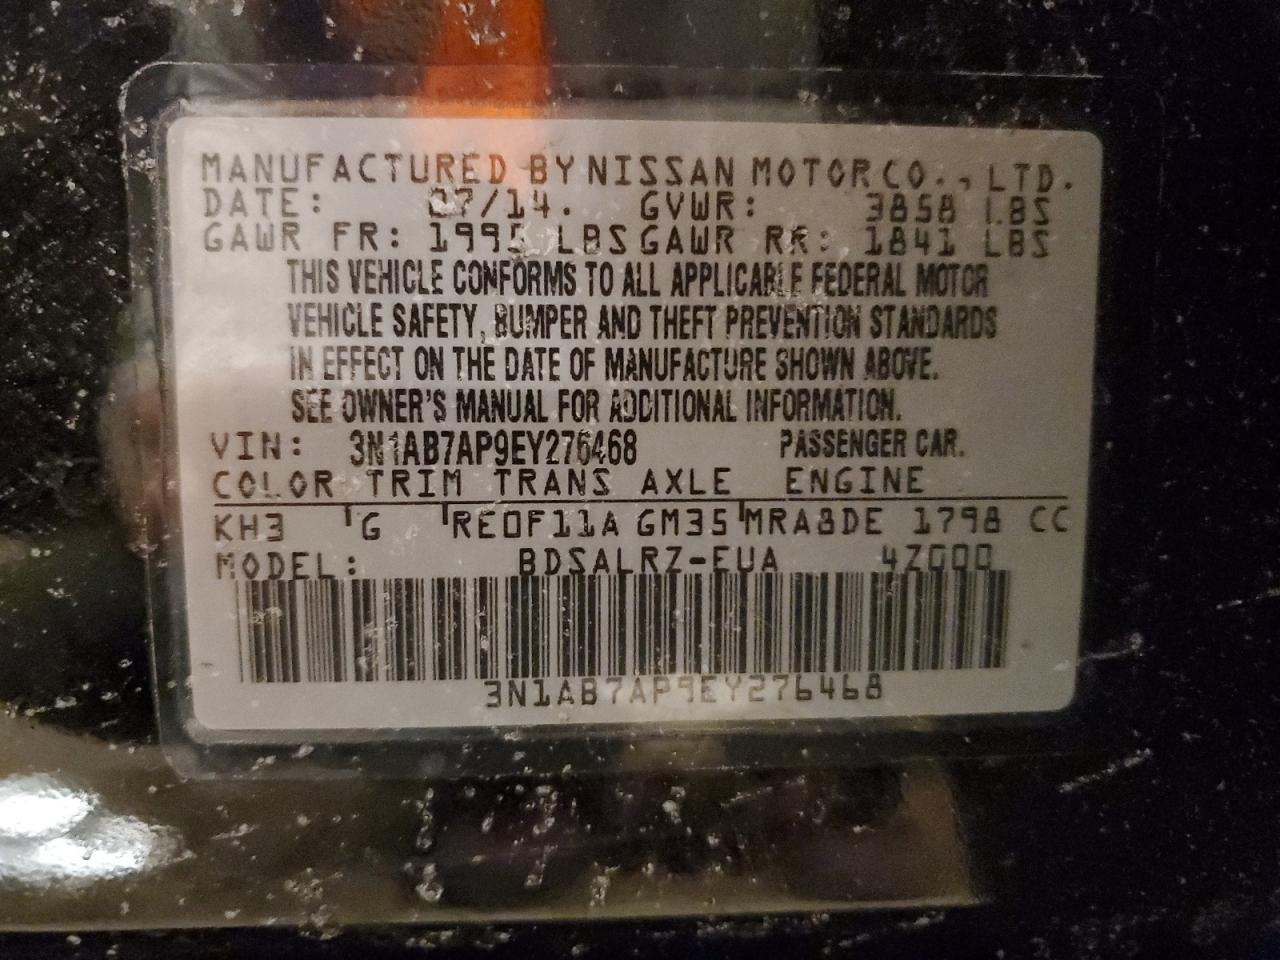 MANUFACTURED BY NISSAN MOTOR CO., LTD.
DATE: 07/14. GVWR: 3858 LBS
GAWR FR: 1995 LBS GAWR RR: 1841 LBS
THIS VEHICLE CONFORMS TO ALL APPLICABLE FEDERAL MOTOR
VEHICLE SAFETY, BUMPER AND THEFT PREVENTION STANDARDS
IN EFFECT ON THE DATE OF MANUFACTURE SHOWN ABOVE.
SEE OWNER'S MANUAL FOR ADDITIONAL INFORMATION.
VIN: 3N1AB7AP9EY276468 PASSENGER CAR.
COLOR TRIM TRANS AXLE ENGINE
KH3 G RE0F11A GM35 MRA8DE 1798 CC
MODEL: BDSALRZ-EUA 4Z000
3N1AB7AP9EY276468